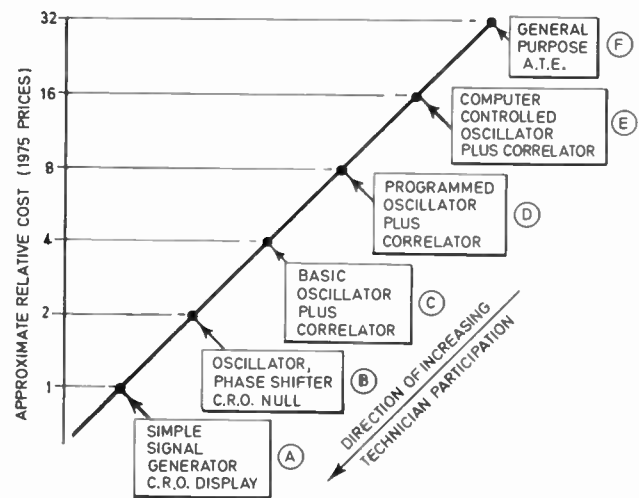 APPROXIMATE RELATIVE COST (1975 PRICES)
32
16
8
4
2
1
GENERAL
PURPOSE
A.T.E.
F
COMPUTER
CONTROLLED
OSCILLATOR
PLUS CORRELATOR
E
PROGRAMMED
OSCILLATOR
PLUS
CORRELATOR
D
BASIC
OSCILLATOR
PLUS
CORRELATOR
C
OSCILLATOR,
PHASE SHIFTER
C.R.O. NULL
B
SIMPLE
SIGNAL
GENERATOR
C.R.O. DISPLAY
A
DIRECTION OF INCREASING
TECHNICIAN PARTICIPATION